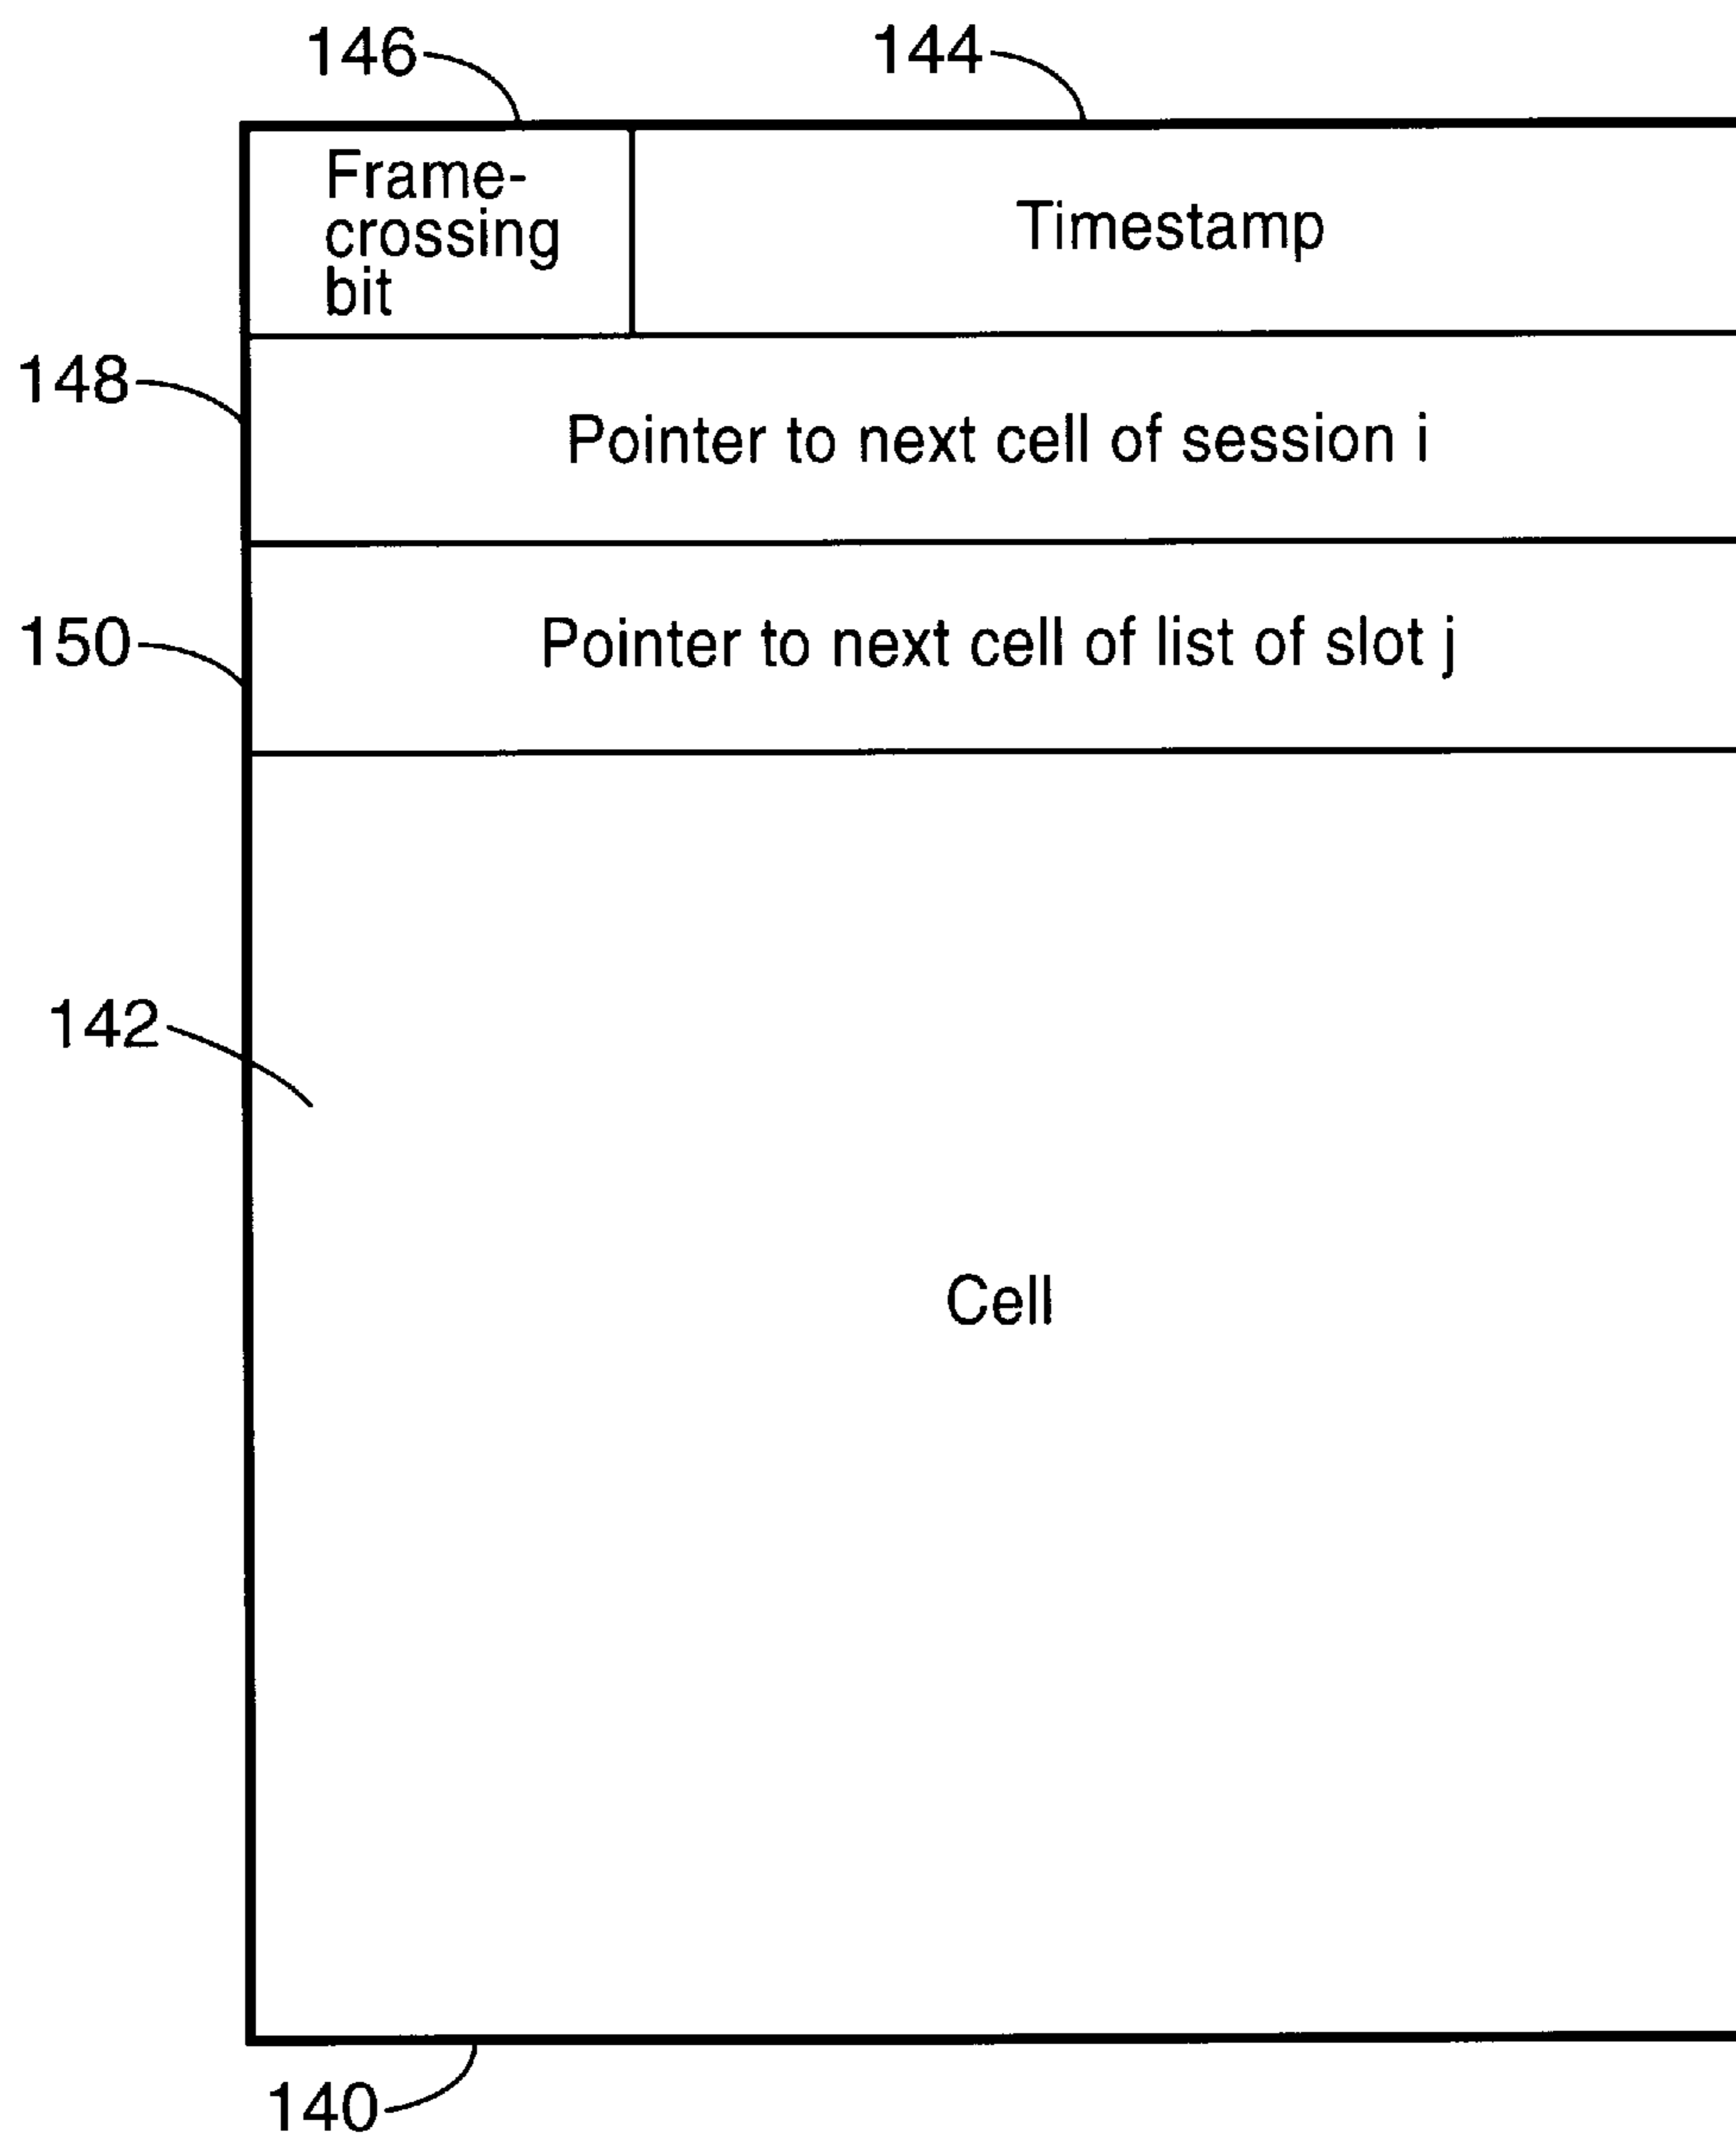 146
144
Frame-
crossing
bit
Timestamp
148
Pointer to next cell of session i
150
Pointer to next cell of list of slot j
142
Cell
140